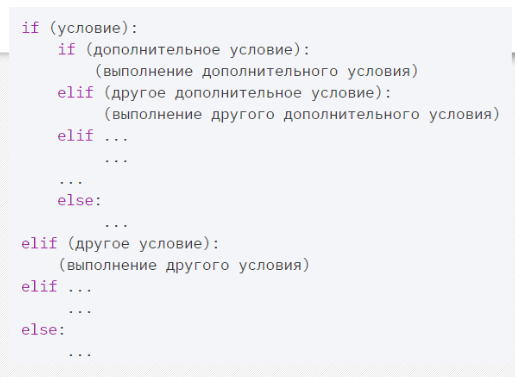 if (условие):
    if (дополнительное условие):
        (выполнение дополнительного условия)
    elif (другое дополнительное условие):
         (выполнение другого дополнительного условия)
    elif ...
         ...
    ...
    else:
         ...
elif (другое условие):
    (выполнение другого условия)
elif ...
     ...
else:
     ...